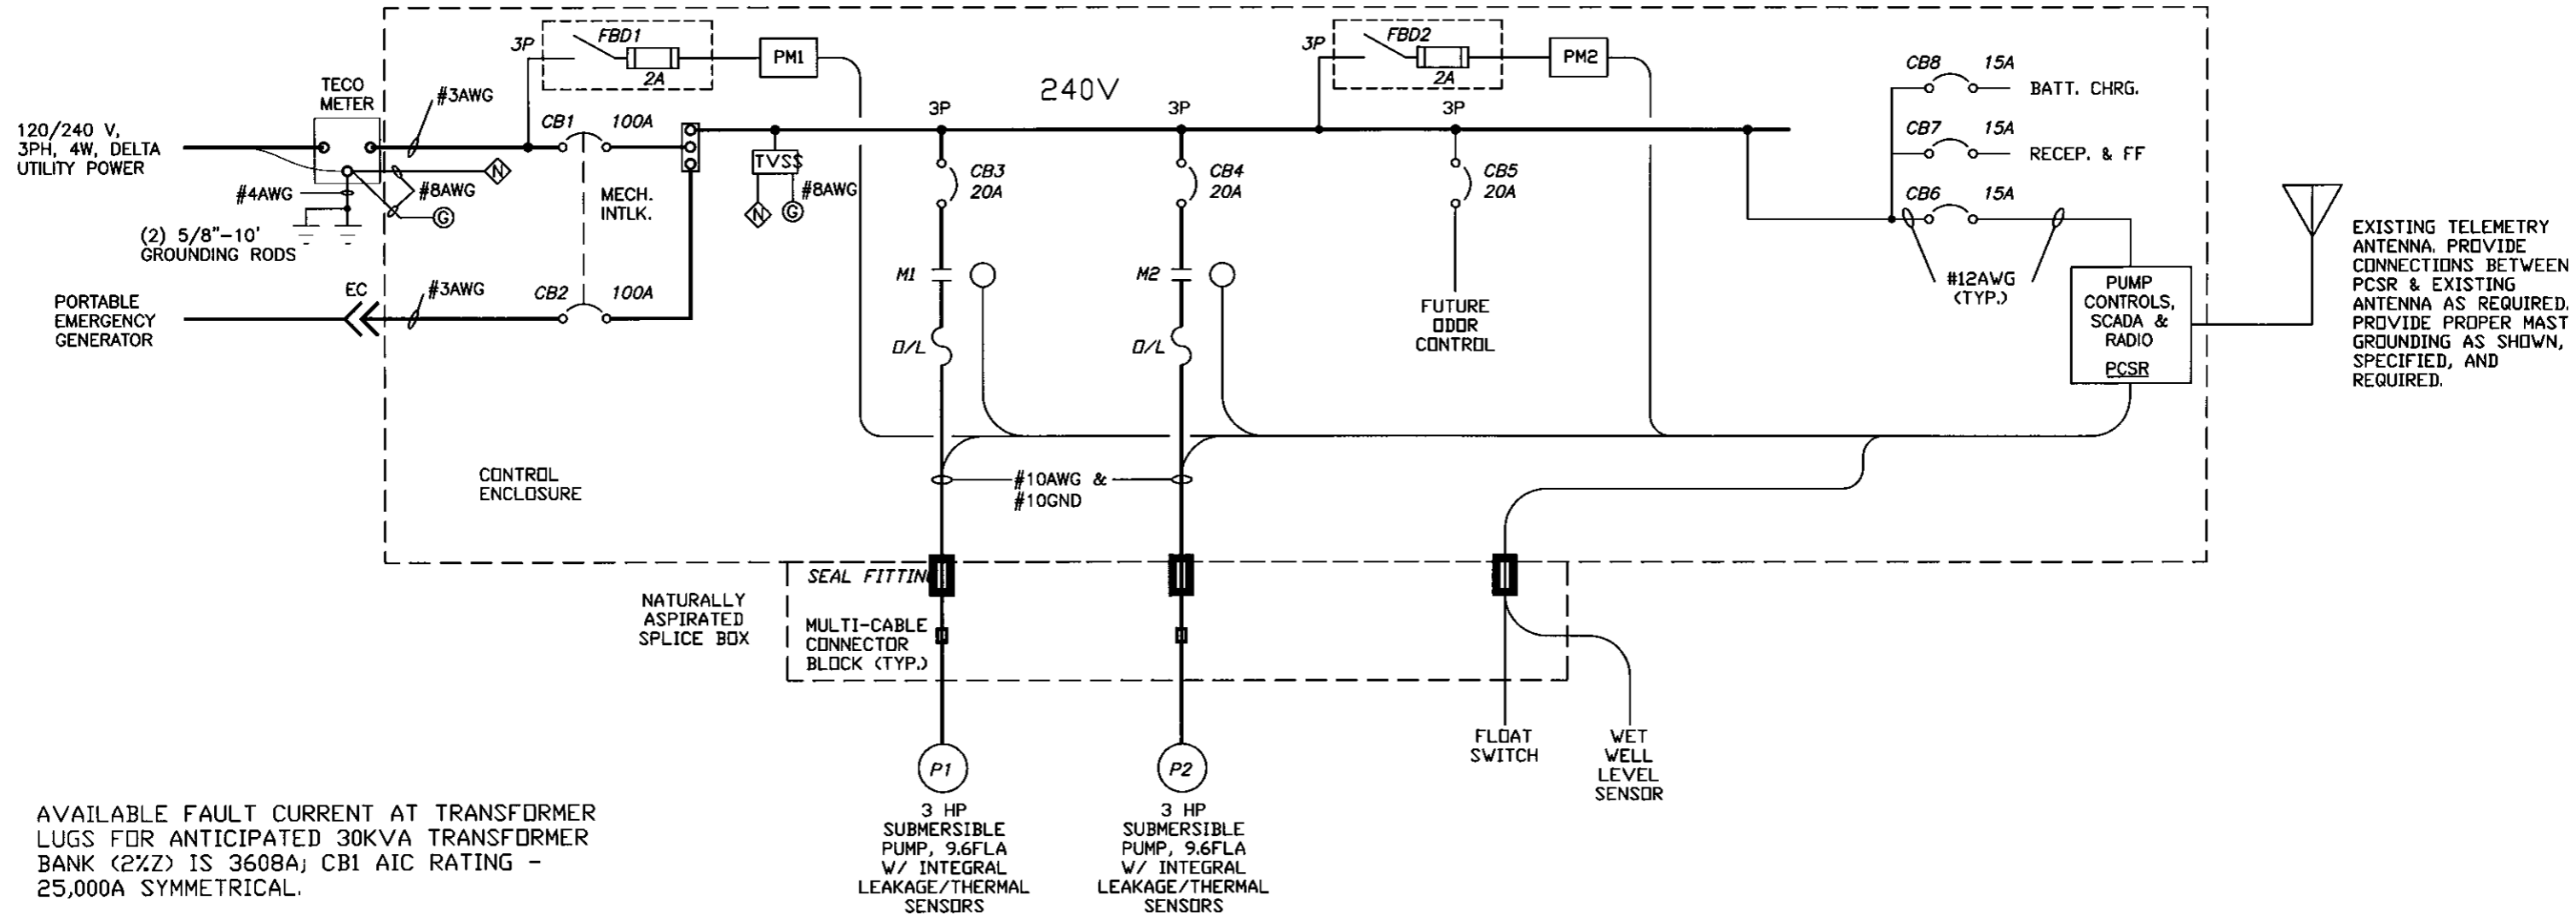 3P
FBD1
2A
PM1
240V
3P
FBD2
2A
PM2
CB8 15A
BATT. CHRG.
CB7 15A
RECEP. & FF
CB6 15A
#12AWG
(TYP.)
TECO
METER
#3AWG
120/240 V,
3PH, 4W, DELTA
UTILITY POWER
CB1 100A
N
#4AWG
#8AWG
G
MECH.
INTLK.
(2) 5/8"-10'
GROUNDING RODS
TVSS
N
G
#8AWG
3P
CB3
20A
3P
CB4
20A
3P
CB5
20A
PORTABLE
EMERGENCY
GENERATOR
EC
#3AWG
CB2 100A
M1
O/L
M2
O/L
FUTURE
ODOR
CONTROL
PUMP
CONTROLS,
SCADA &
RADIO
PCSR
EXISTING TELEMETRY
ANTENNA. PROVIDE
CONNECTIONS BETWEEN
PCSR & EXISTING
ANTENNA AS REQUIRED.
PROVIDE PROPER MAST
GROUNDING AS SHOWN,
SPECIFIED, AND
REQUIRED.
CONTROL
ENCLOSURE
#10AWG &
#10GND
SEAL FITTING
NATURALLY
ASPIRATED
SPLICE BOX
MULTI-CABLE
CONNECTOR
BLOCK (TYP.)
P1
3 HP
SUBMERSIBLE
PUMP, 9.6FLA
W/ INTEGRAL
LEAKAGE/THERMAL
SENSORS
P2
3 HP
SUBMERSIBLE
PUMP, 9.6FLA
W/ INTEGRAL
LEAKAGE/THERMAL
SENSORS
FLOAT
SWITCH
WET
WELL
LEVEL
SENSOR
AVAILABLE FAULT CURRENT AT TRANSFORMER
LUGS FOR ANTICIPATED 30KVA TRANSFORMER
BANK (2%Z) IS 3608A; CB1 AIC RATING -
25,000A SYMMETRICAL.